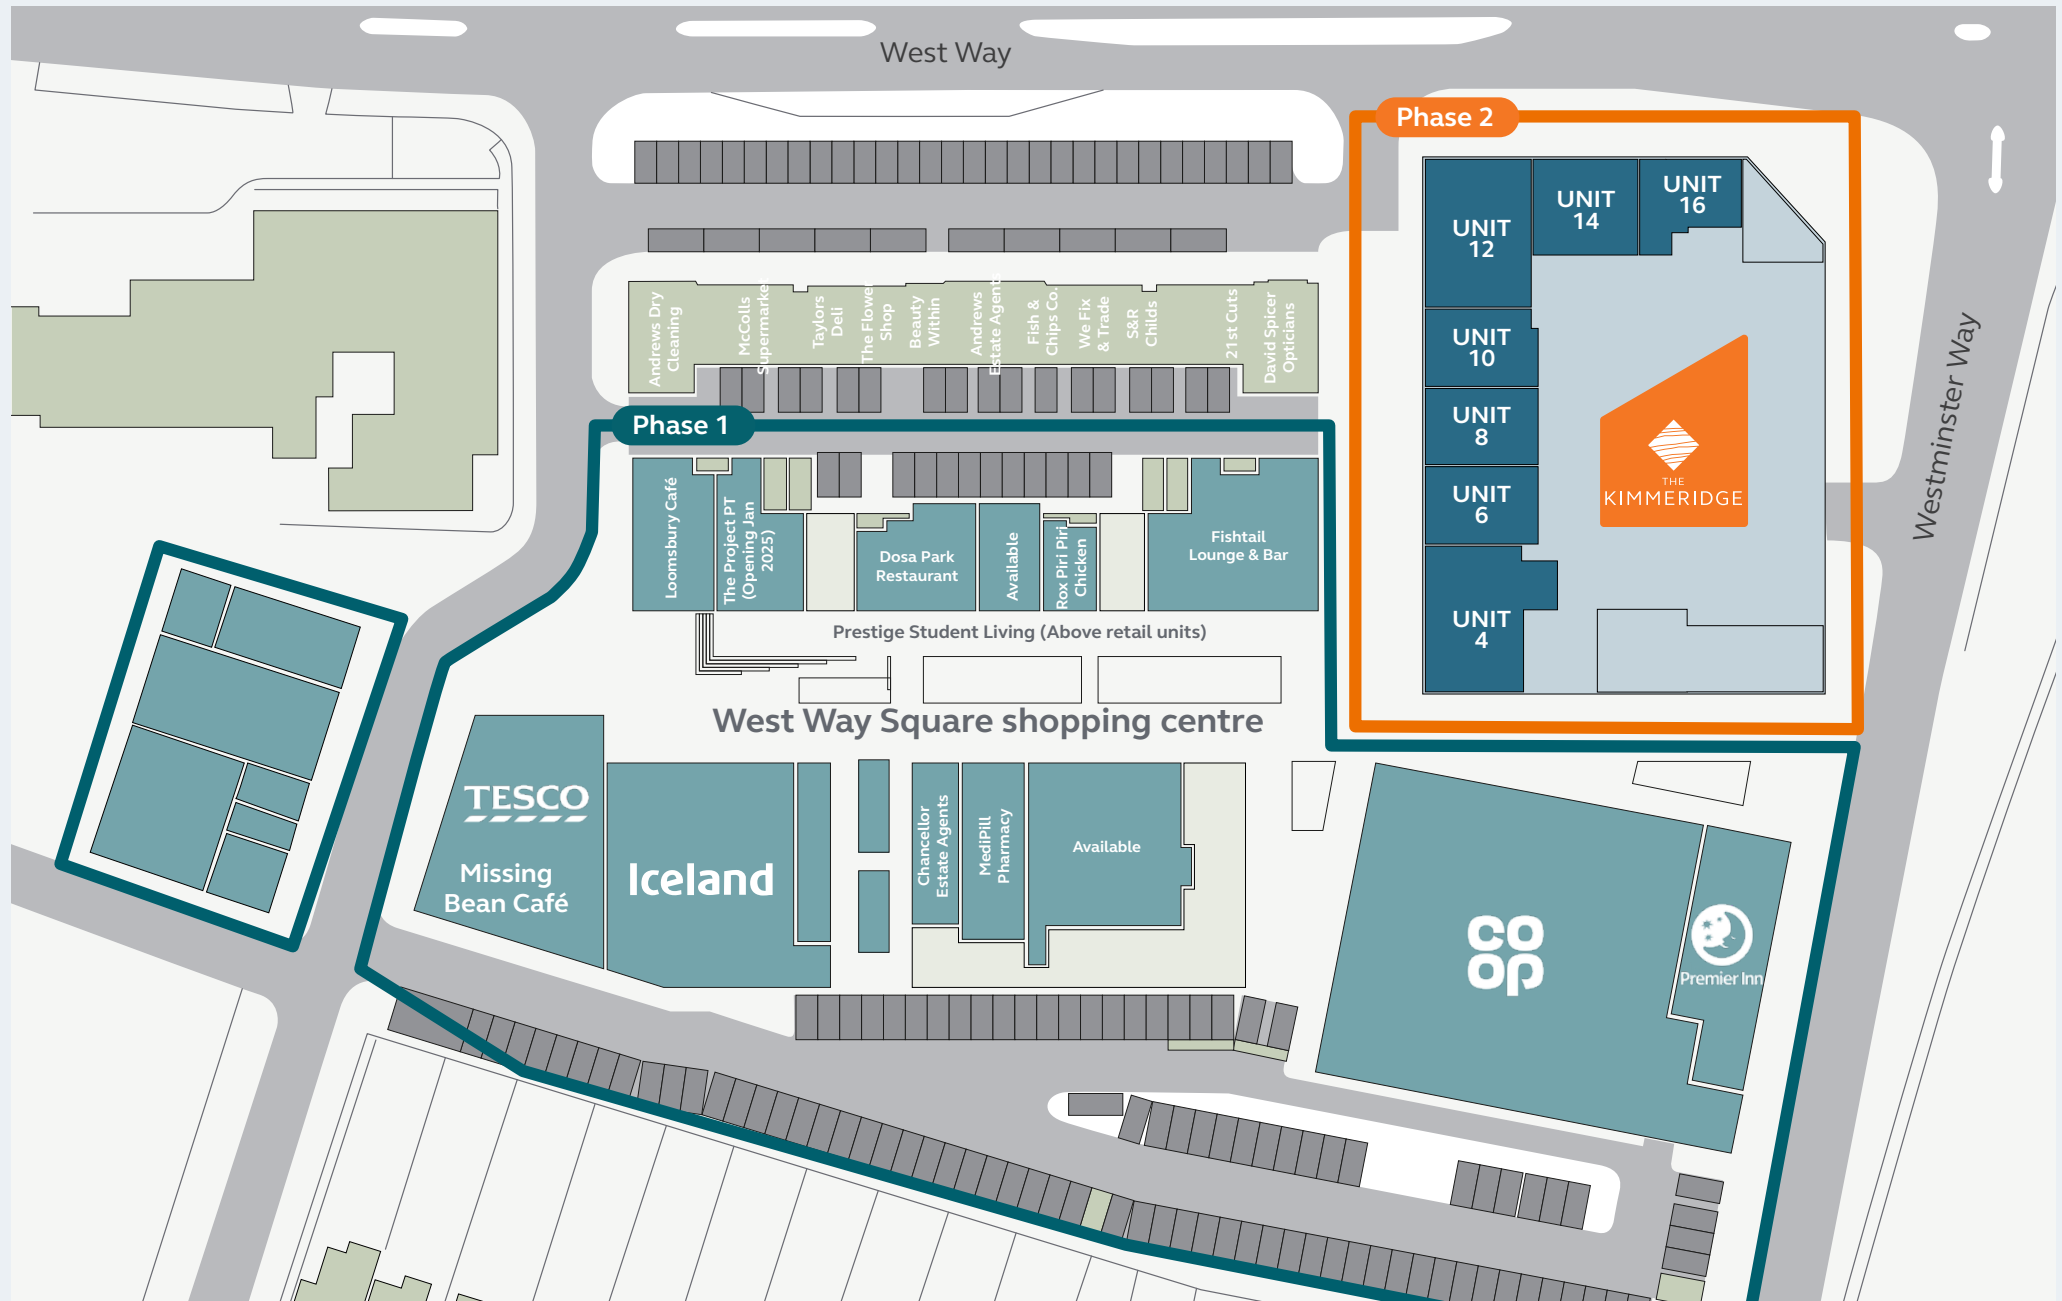 West Way
Phase 2
UNIT
12
UNIT
14
UNIT
16
UNIT
10
UNIT
8
UNIT
6
UNIT
4
THE
KIMMERIDGE
Westminster Way
Andrews Dry
Cleaning
McColls
Supermarket
Taylors
Deli
The Flower
Shop
Beauty
Within
Andrews
Estate Agents
Fish &
Chips Co.
We Fix
& Trade
S&R
Childs
21st Cuts
David Spicer
Opticians
Phase 1
Loomsbury Café
The Project PT
(Opening Jan
2025)
Dosa Park
Restaurant
Available
Rox Piri Piri
Chicken
Fishtail
Lounge & Bar
Prestige Student Living (Above retail units)
West Way Square shopping centre
TESCO
Missing
Bean Café
Iceland
Chancellor
Estate Agents
MediPill
Pharmacy
Available
CO
OP
Premier Inn